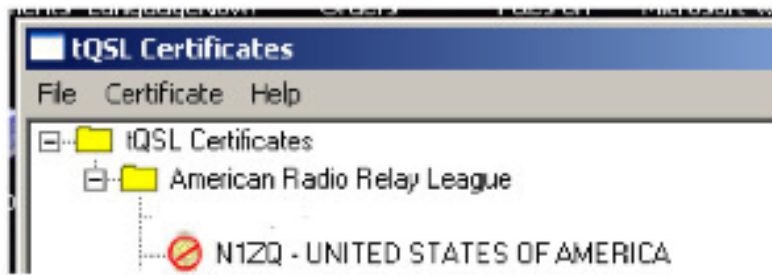 tQSL Certificates
File Certificate Help
tQSL Certificates
American Radio Relay League
N1ZQ - UNITED STATES OF AMERICA